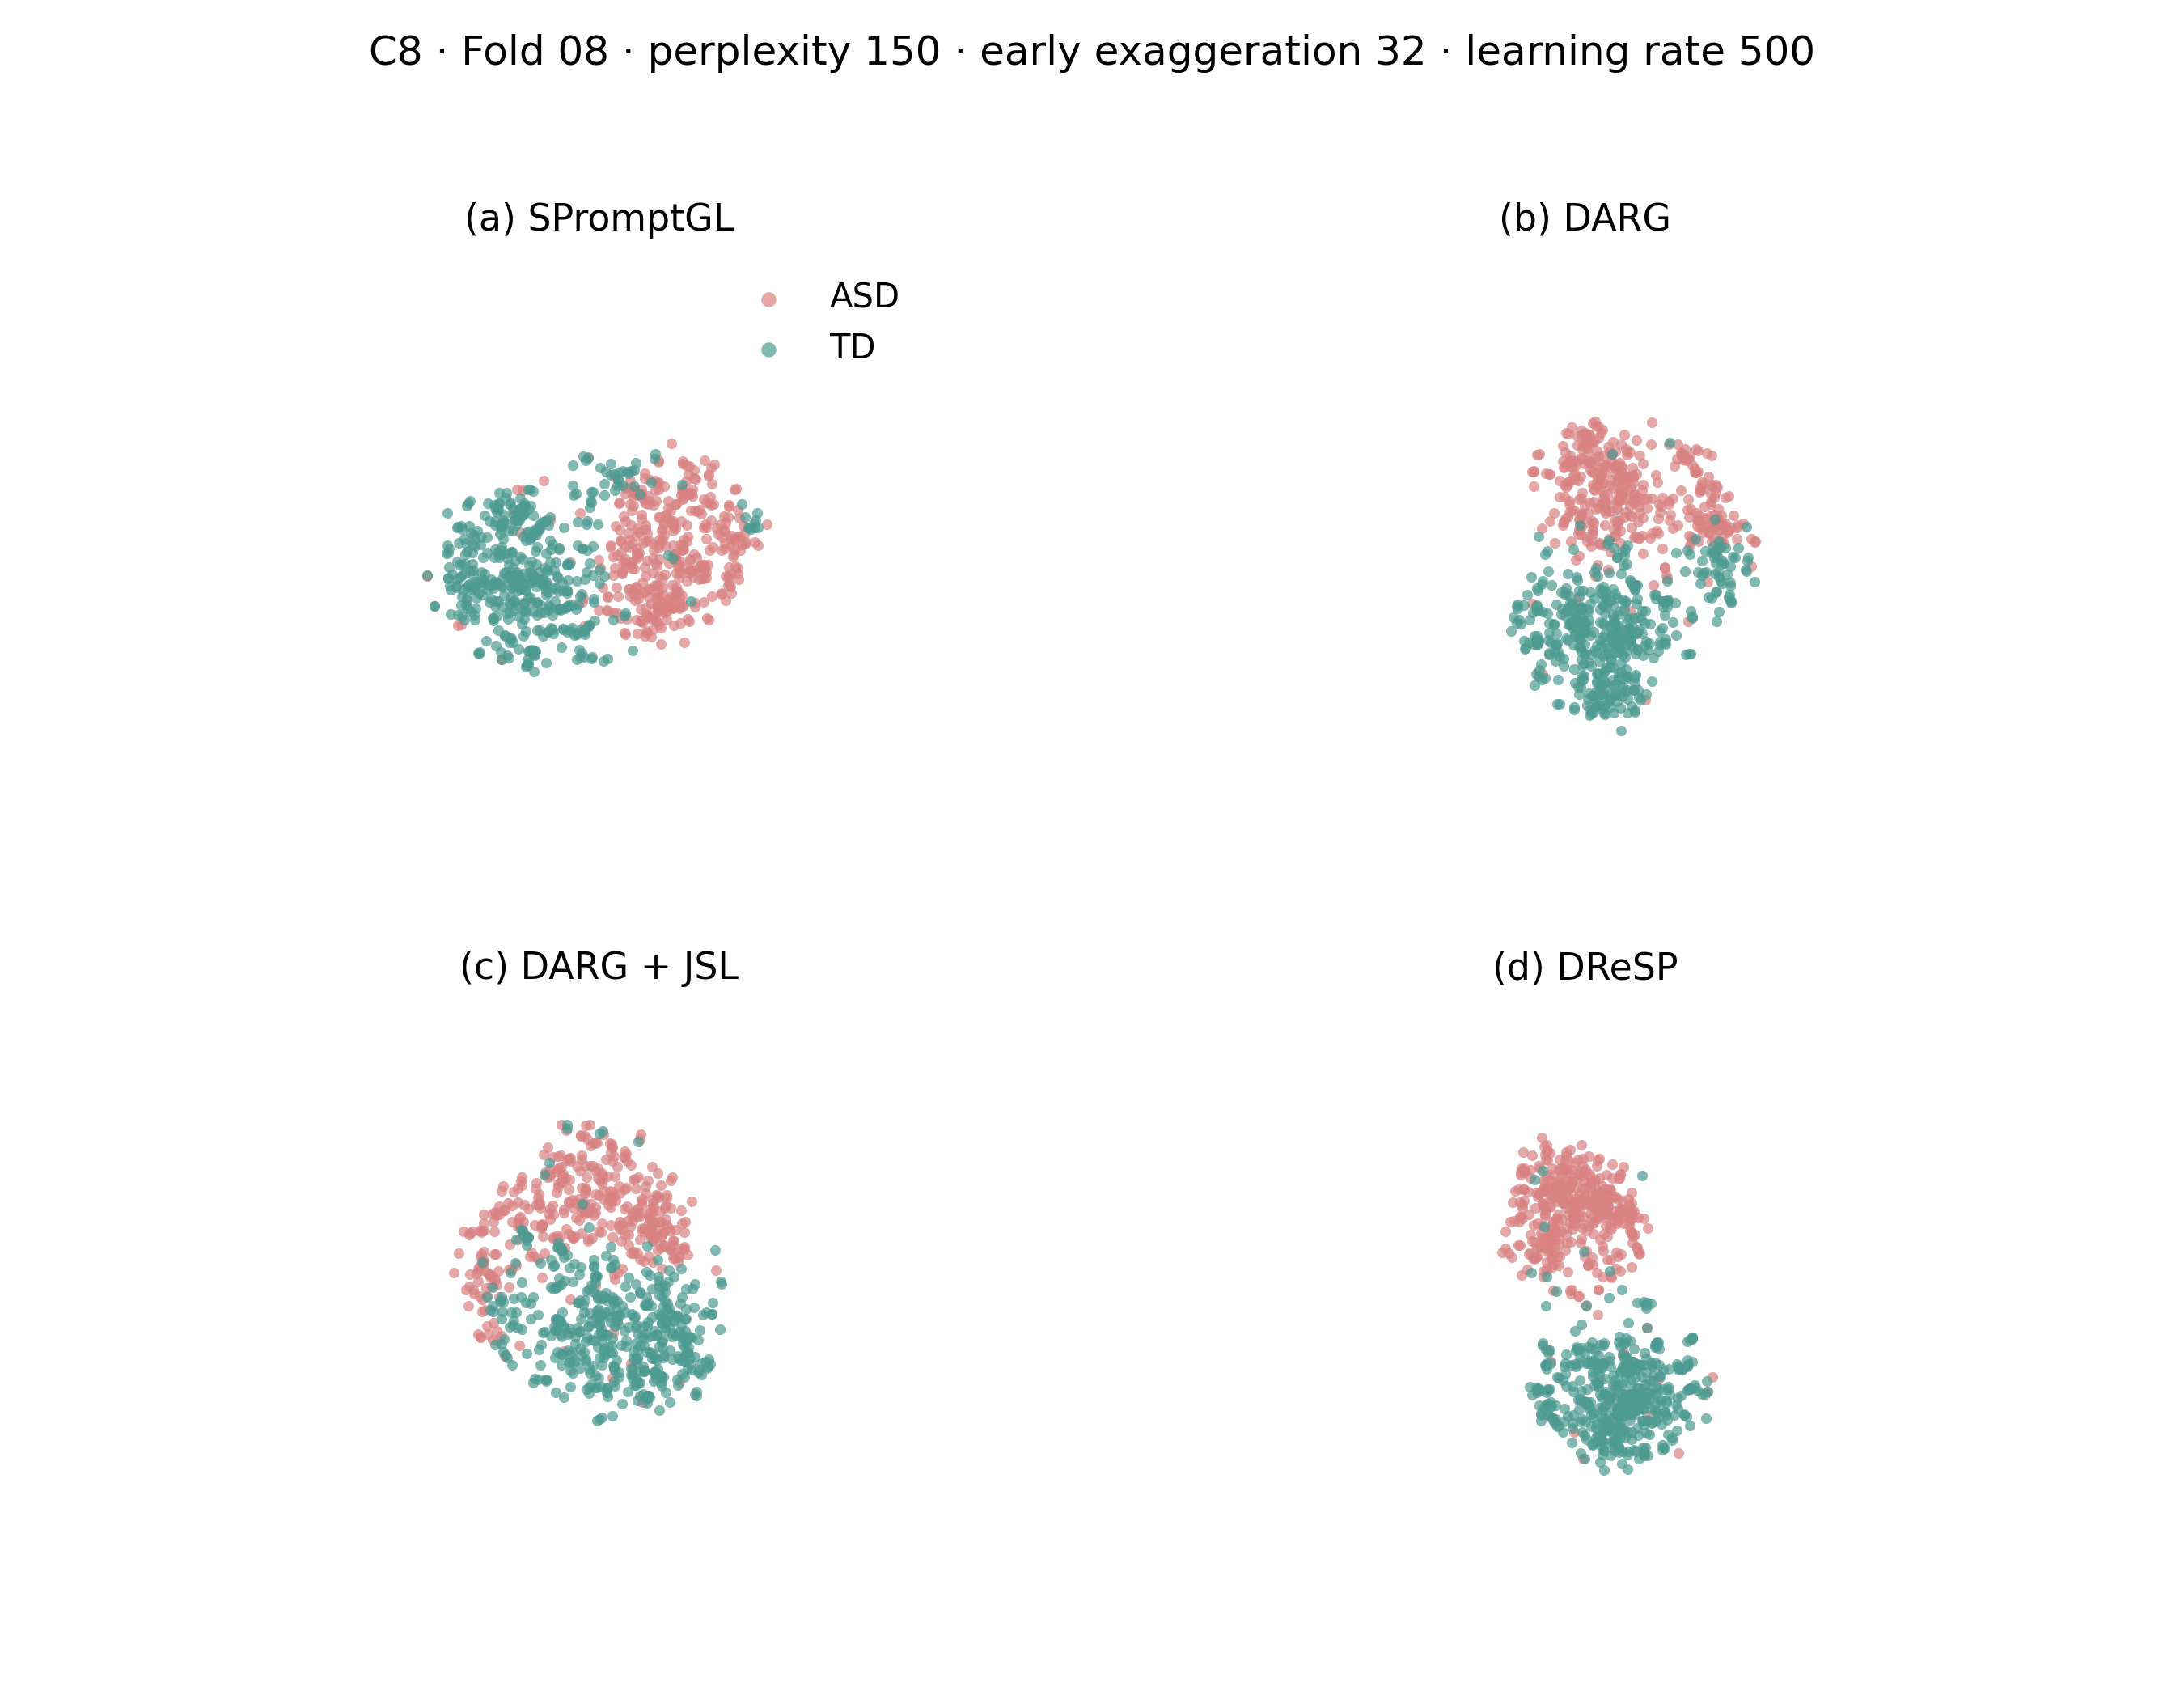 C8 · Fold 08 · perplexity 150 · early exaggeration 32 · learning rate 500
(a) SPromptGL
(b) DARG
ASD
TD
(c) DARG + JSL
(d) DReSP